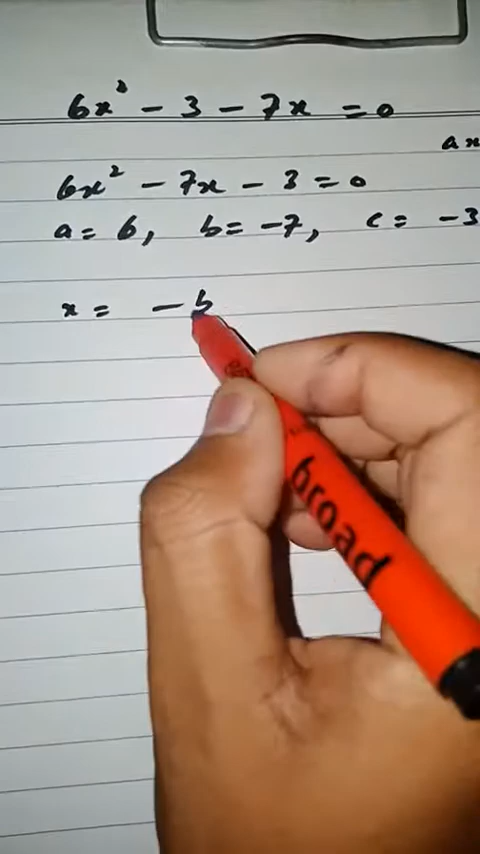 6x² - 3 - 7x = 0
ax
6x² - 7x - 3 = 0
a = 6, b = -7, c = -3
x = -b
broad